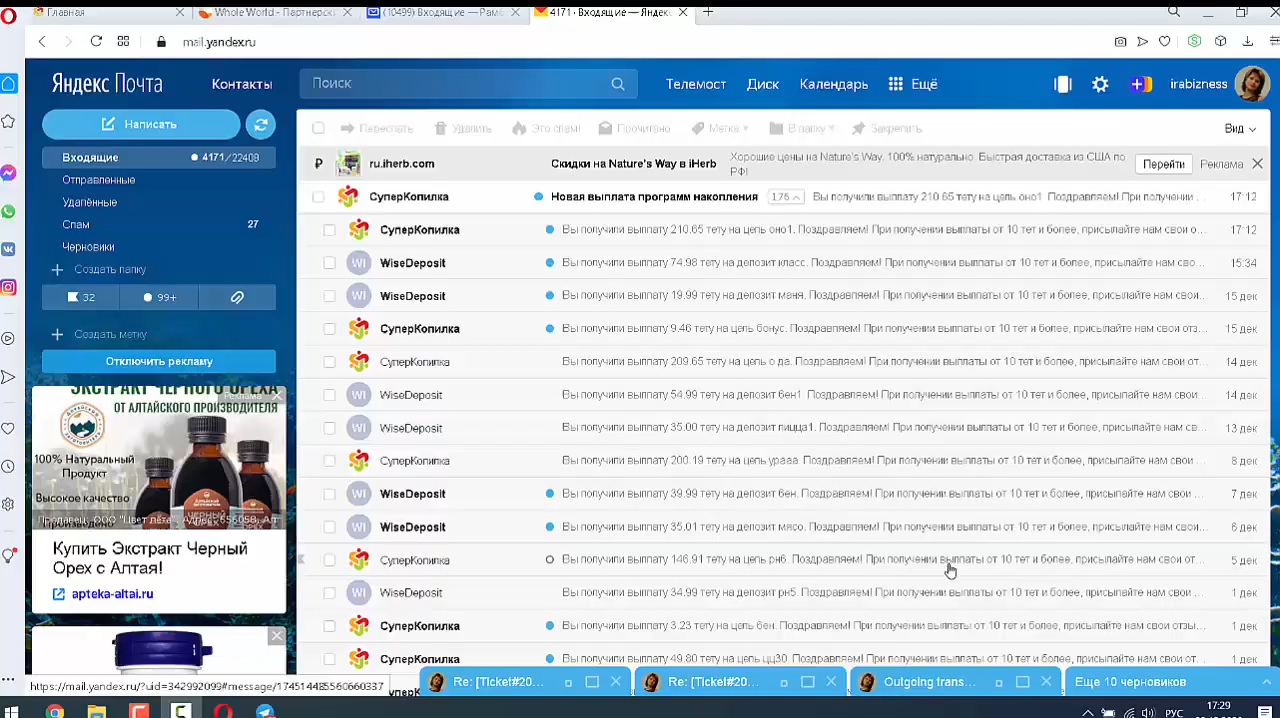 Главная
Whole World - Партнерск
(10499) Входящие — Рамб
4171 · Входящие — Яндекс
mail.yandex.ru
Яндекс Почта
Контакты
Поиск
Телемост
Диск
Календарь
Ещё
irabizness
Написать
Переслать
Удалить
Это спам!
Прочитано
Метка
В папку
Закрепить
Вид
Входящие
4171/22409
Отправленные
Удалённые
Спам
27
Черновики
Создать папку
32
99+
Создать метку
Отключить рекламу
ru.iherb.com
Скидки на Nature's Way в iHerb
Хорошие цены на Nature's Way. 100% натурально. Быстрая доставка из США по
РФ!
Перейти
Реклама
СуперКопилка Новая выплата программ накопления 176 Вы получили выплату 210.65 тету на цель оно1. Поздравляем! При получении ... 17:12
СуперКопилка Вы получили выплату 210.65 тету на цель оно1. Поздравляем! При получении выплаты от 10 тет и более, присылайте нам свои о... 17:12
WiseDeposit Вы получили выплату 74.98 тету на депозит класс. Поздравляем! При получении выплаты от 10 тет и более, присылайте нам сво... 15:34
WiseDeposit Вы получили выплату 19.99 тету на депозит маня. Поздравляем! При получении выплаты от 10 тет и более, присылайте нам сво... 15 дек
СуперКопилка Вы получили выплату 9.46 тету на цель бонус. Поздравляем! При получении выплаты от 10 тет и более, присылайте нам свои отз... 15 дек
СуперКопилка Вы получили выплату 209.65 тету на цель о да. Поздравляем! При получении выплаты от 10 тет и более, присылайте нам свои о... 14 дек
WiseDeposit Вы получили выплату 54.99 тету на депозит бен1. Поздравляем! При получении выплаты от 10 тет и более, присылайте нам сво... 14 дек
WiseDeposit Вы получили выплату 35.00 тету на депозит пицца1. Поздравляем! При получении выплаты от 10 тет и более, присылайте нам св... 13 дек
СуперКопилка Вы получили выплату 200.19 тету на цель урааа. Поздравляем! При получении выплаты от 10 тет и более, присылайте нам свои ... 8 дек
WiseDeposit Вы получили выплату 39.99 тету на депозит бен. Поздравляем! При получении выплаты от 10 тет и более, присылайте нам свои ... 7 дек
WiseDeposit Вы получили выплату 35.01 тету на депозит мясо. Поздравляем! При получении выплаты от 10 тет и более, присылайте нам сво... 6 дек
СуперКопилка Вы получили выплату 146.91 тету на цель рн6. Поздравляем! При получении выплаты от 10 тет и более, присылайте нам свои от... 5 дек
WiseDeposit Вы получили выплату 34.99 тету на депозит рн5. Поздравляем! При получении выплаты от 10 тет и более, присылайте нам свои ... 1 дек
СуперКопилка Вы получили выплату 3.23 тету на цель бен. Поздравляем! При получении выплаты от 10 тет и более, присылайте нам свои отзы... 1 дек
СуперКопилка Вы получили выплату 49.80 тету на цель цц30. Поздравляем! При получении выплаты от 10 тет и более, присылайте нам свои от... 1 дек
ЭКСТРАКТ ЧЕРНОГО ОРЕХА
Реклама
ОТ АЛТАЙСКОГО ПРОИЗВОДИТЕЛЯ
100% Натуральный
Продукт
Высокое качество
Купить Экстракт Черный
Орех с Алтая!
apteka-altai.ru
https://mail.yandex.ru/?uid=342992099#message/174514485560660337
Re: [Ticket#20...
Re: [Ticket#20...
Outgoing trans...
Еще 10 черновиков
17:29